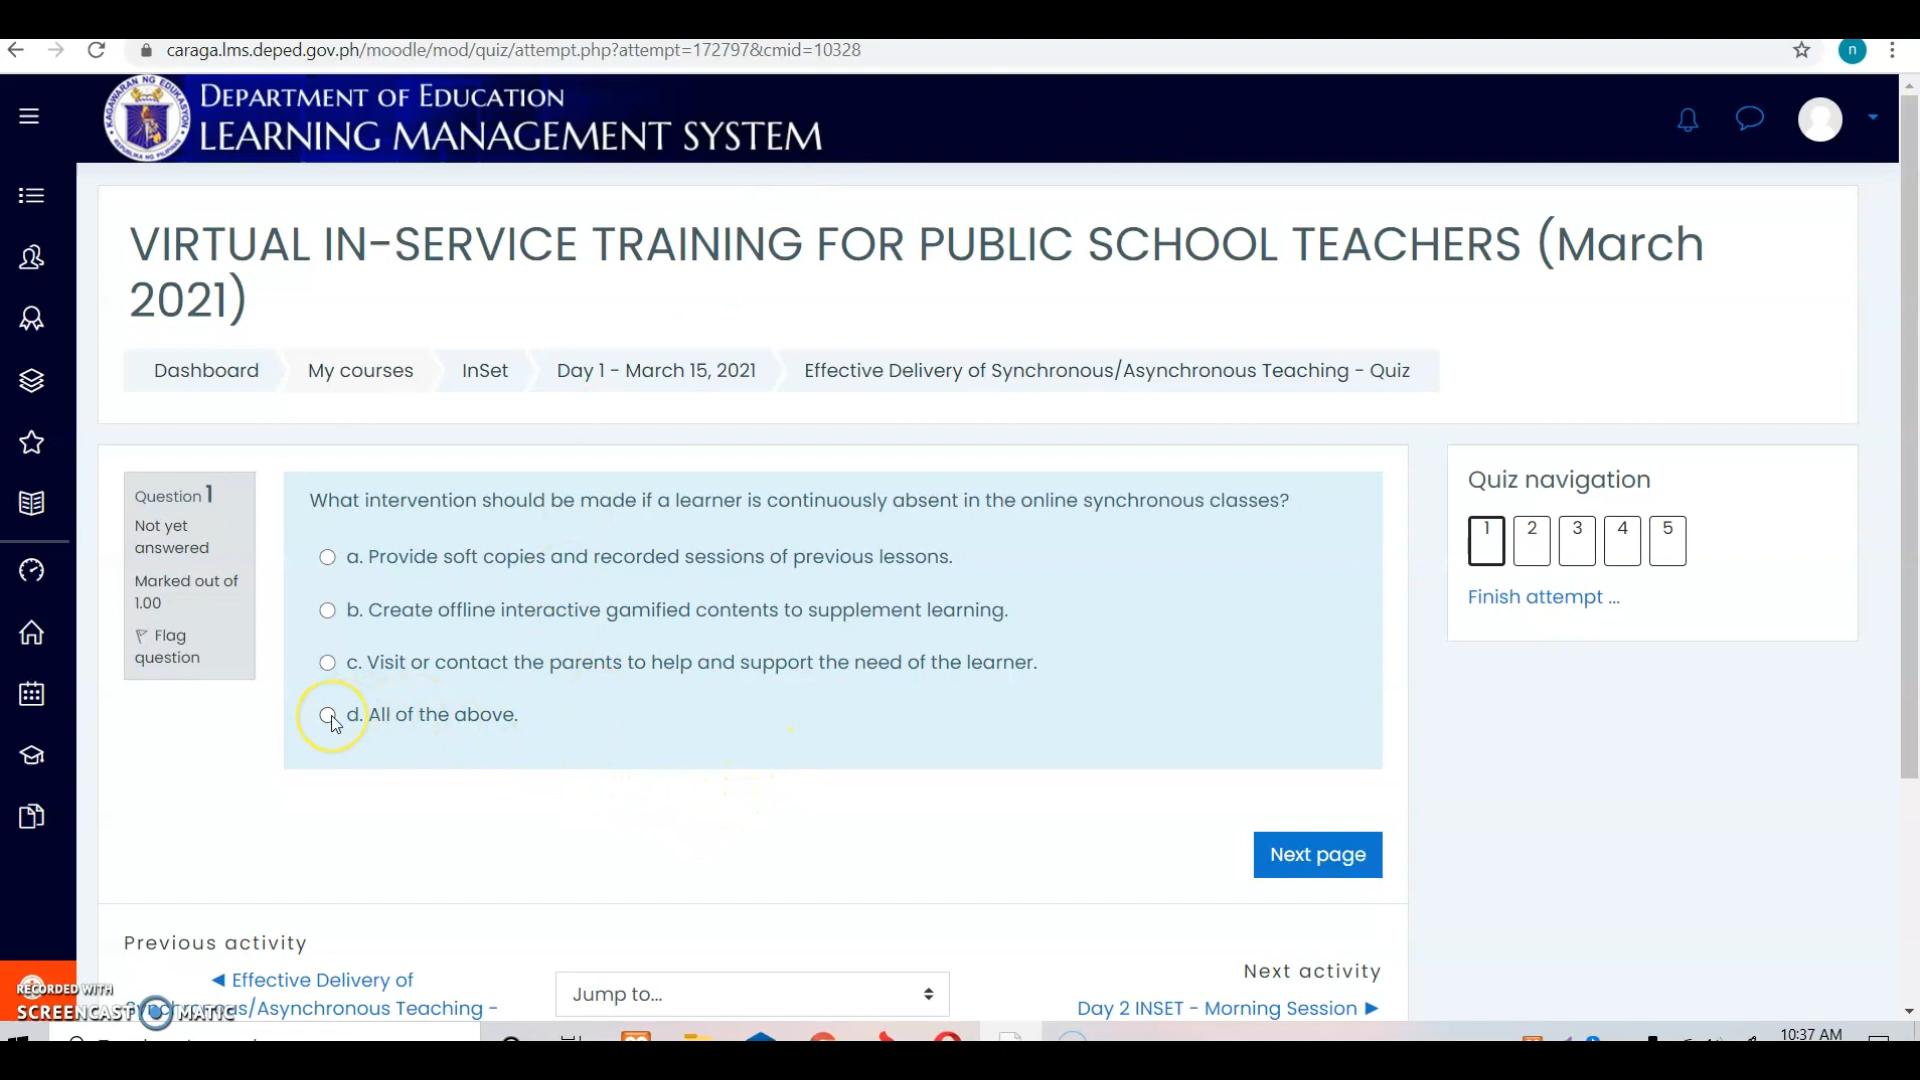 caraga.lms.deped.gov.ph/moodle/mod/quiz/attempt.php?attempt=172797&cmid=10328
n
KAGAWARAN NG EDUKASYON
REPUBLIKA NG PILIPINAS
DEPARTMENT OF EDUCATION
LEARNING MANAGEMENT SYSTEM
VIRTUAL IN-SERVICE TRAINING FOR PUBLIC SCHOOL TEACHERS (March
2021)
Dashboard My courses InSet Day 1 - March 15, 2021 Effective Delivery of Synchronous/Asynchronous Teaching - Quiz
Question 1
Not yet
answered
Marked out of
1.00
Flag
question
What intervention should be made if a learner is continuously absent in the online synchronous classes?
a. Provide soft copies and recorded sessions of previous lessons.
b. Create offline interactive gamified contents to supplement learning.
c. Visit or contact the parents to help and support the need of the learner.
d. All of the above.
Next page
Quiz navigation
1 2 3 4 5
Finish attempt ...
Previous activity
◀ Effective Delivery of
Synchronous/Asynchronous Teaching -
Jump to...
Next activity
Day 2 INSET - Morning Session ▶
RECORDED WITH
SCREENCAST MATIC
10:37 AM